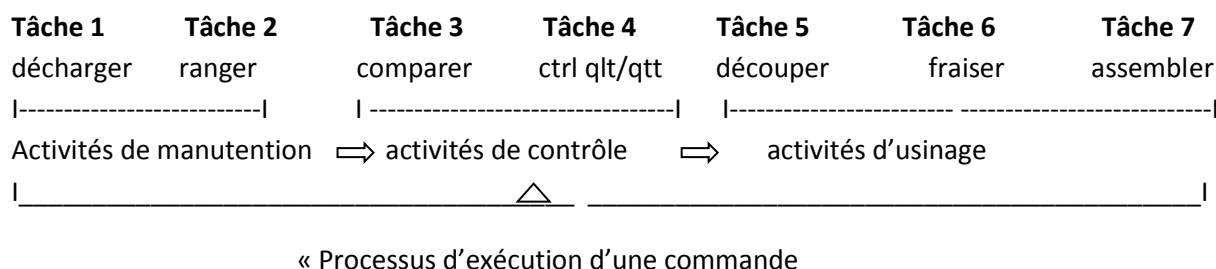 Tâche 1 Tâche 2 Tâche 3 Tâche 4 Tâche 5 Tâche 6 Tâche 7
décharger ranger comparer ctrl qlt/qtt découper fraiser assembler
Activités de manutention ⇨ activités de contrôle ⇨ activités d’usinage
« Processus d’exécution d’une commande